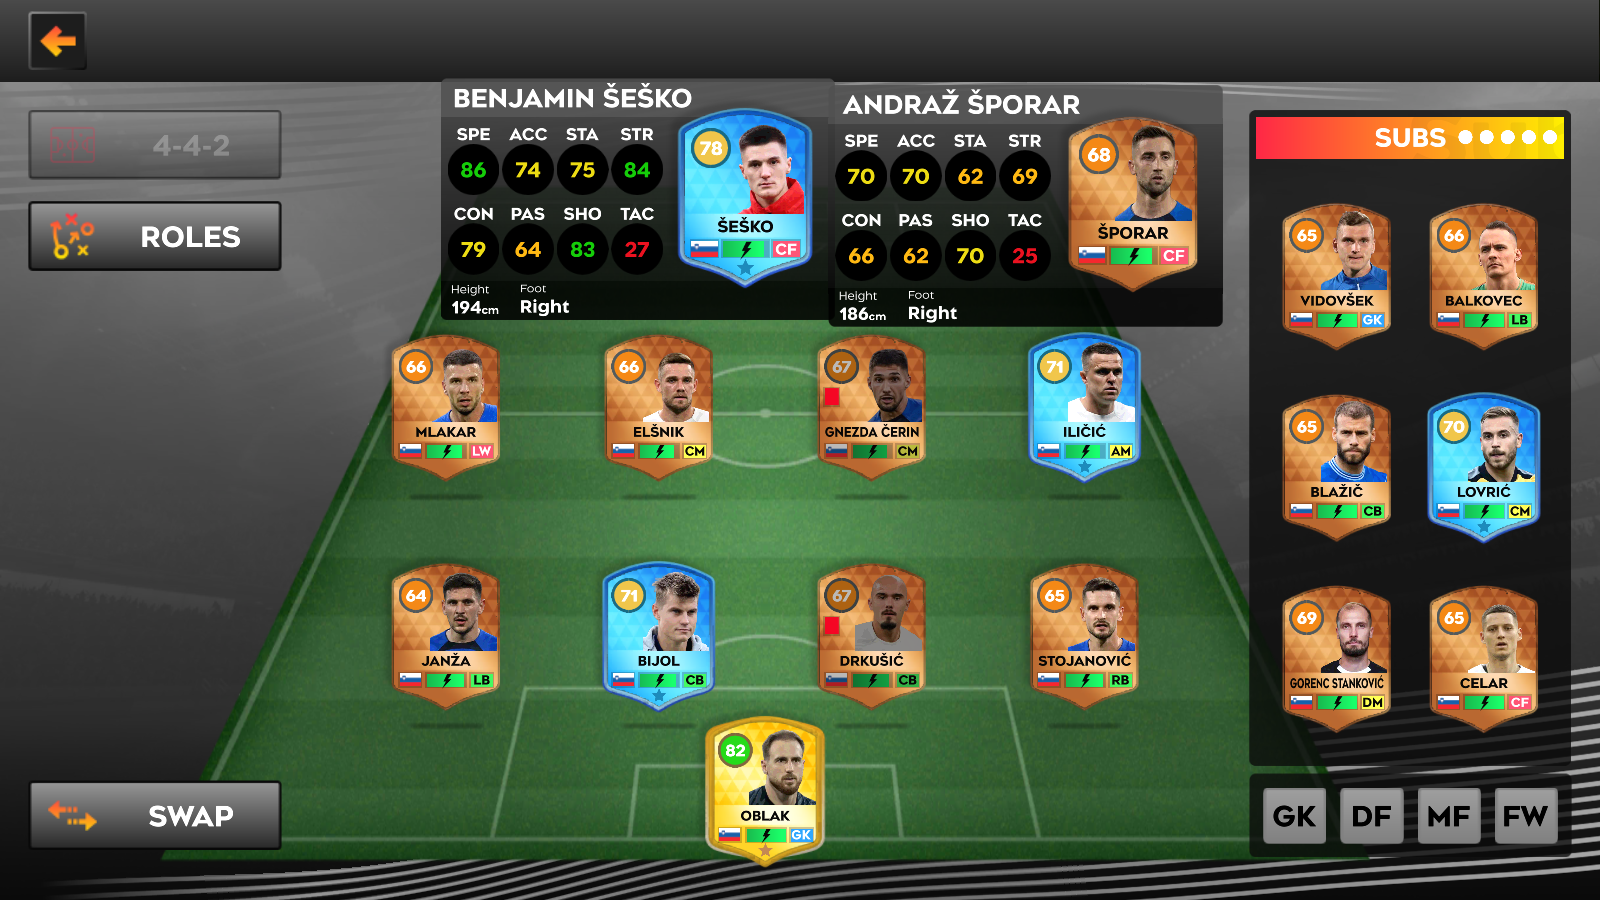 4-4-2
ROLES
BENJAMIN ŠEŠKO
SPE ACC STA STR
86 74 75 84
CON PAS SHO TAC
79 64 83 27
Height Foot
194cm Right
78
ŠEŠKO
CF
ANDRAŽ ŠPORAR
SPE ACC STA STR
70 70 62 69
CON PAS SHO TAC
66 62 70 25
Height Foot
186cm Right
68
ŠPORAR
CF
66
MLAKAR
LW
66
ELŠNIK
CM
67
GNEZDA ČERIN
CM
71
ILIČIĆ
AM
64
JANŽA
LB
71
BIJOL
CB
67
DRKUŠIĆ
CB
65
STOJANOVIĆ
RB
82
OBLAK
GK
SWAP
SUBS
65
VIDOVŠEK
GK
66
BALKOVEC
LB
65
BLAŽIČ
CB
70
LOVRIĆ
CM
69
GORENC STANKOVIĆ
DM
65
CELAR
CF
GK DF MF FW